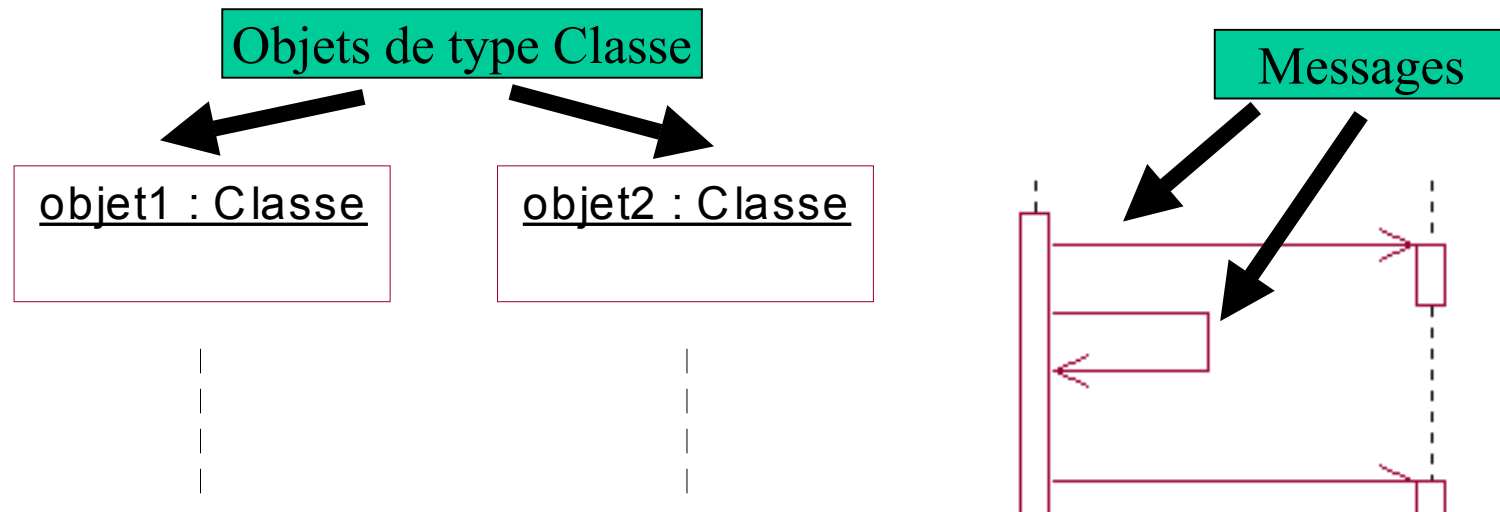 Objets de type Classe
Messages
objet1 : Classe
objet2 : Classe